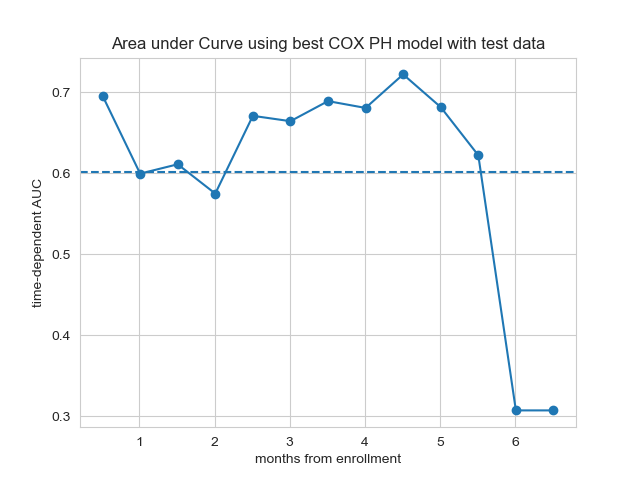 Area under Curve using best COX PH model with test data
time-dependent AUC
0.7
0.6
0.5
0.4
0.3
1 2 3 4 5 6
months from enrollment